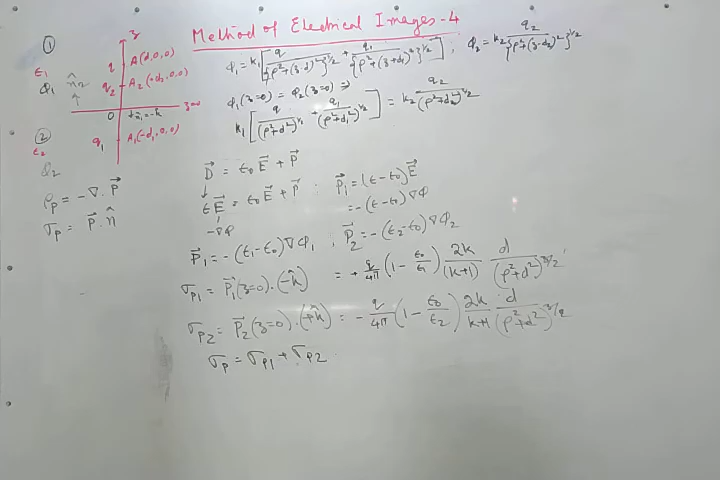 Method of Electrical Images-4
①
ε₁
Φ₁ n̂₂
↑
z
q A(d,0,0)
q₂ A₂(+d₂,0,0)
0 z=0
q₁ A₁(-d₁,0,0)
②
ε₂
Φ₂
ρ_p = -∇·P⃗
σ_p = P⃗·n̂
Φ₁ = k₁[q/{ρ²+(z-d)²}^½ + q₁/{ρ²+(z+d₁)²}^½] ; Φ₂ = k₂ q₂/{ρ²+(z-d₂)²}^½
Φ₁(z=0) = Φ₂(z=0) ⇒
k₁[q/(ρ²+d²)^½ + q₁/(ρ²+d₁²)^½] = k₂ q₂/(ρ²+d₂²)^½
D⃗ = ε₀E⃗ + P⃗
↓
εE⃗ = ε₀E⃗ + P⃗ ; P⃗₁ = (ε-ε₀)E⃗
-∇Φ = -(ε-ε₀)∇Φ
P⃗₁ = -(ε₁-ε₀)∇Φ₁ ; P⃗₂ = -(ε₂-ε₀)∇Φ₂
σ_p₁ = P⃗₁(z=0)·(-k̂) = +q/4π (1-ε₀/ε₁) 2k/(k+1) d/(ρ²+d²)^3/2
σ_p₂ = P⃗₂(z=0)·(+k̂) = -q/4π (1-ε₀/ε₂) 2k/k+1 d/(ρ²+d²)^3/2
σ_p = σ_p₁ + σ_p₂